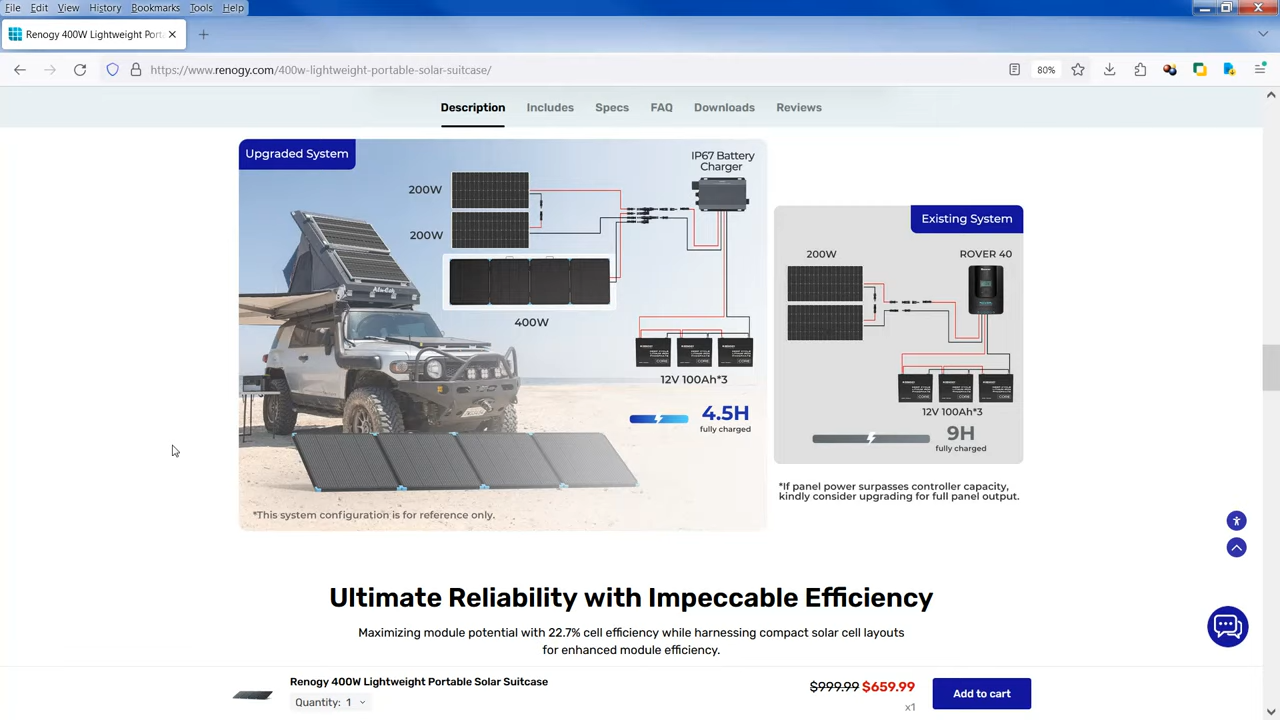 File Edit View History Bookmarks Tools Help
Renogy 400W Lightweight Port
https://www.renogy.com/400w-lightweight-portable-solar-suitcase/
80%
Description Includes Specs FAQ Downloads Reviews
Upgraded System
IP67 Battery
Charger
200W
200W
400W
12V 100Ah*3
4.5H
fully charged
*This system configuration is for reference only.
Existing System
200W
ROVER 40
12V 100Ah*3
9H
fully charged
*If panel power surpasses controller capacity,
kindly consider upgrading for full panel output.
Ultimate Reliability with Impeccable Efficiency
Maximizing module potential with 22.7% cell efficiency while harnessing compact solar cell layouts
for enhanced module efficiency.
Renogy 400W Lightweight Portable Solar Suitcase
Quantity: 1
$999.99 $659.99
x1
Add to cart